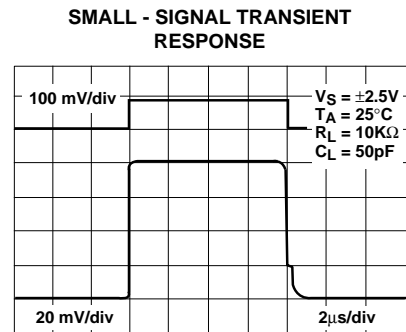 SMALL - SIGNAL TRANSIENT
RESPONSE
100 mV/div
VS = ±2.5V
TA = 25°C
RL = 10KΩ
CL = 50pF
20 mV/div
2μs/div